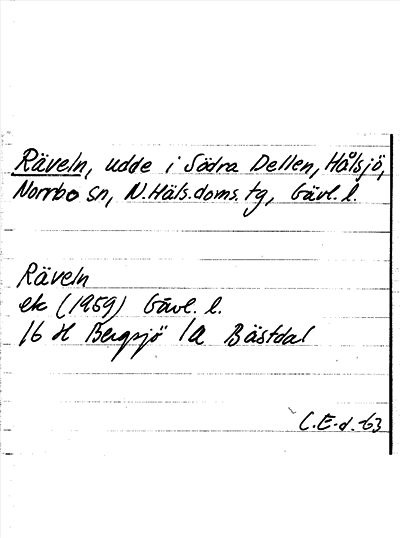 Räveln, udde i Södra Dellen, Hålsjö,
Norrbo sn, N.Häls.doms.tg, Gävl.l.
Räveln
ek (1959) Gävl. l.
16 H Bergsjö 1a Bästdal
C.E-d.-63